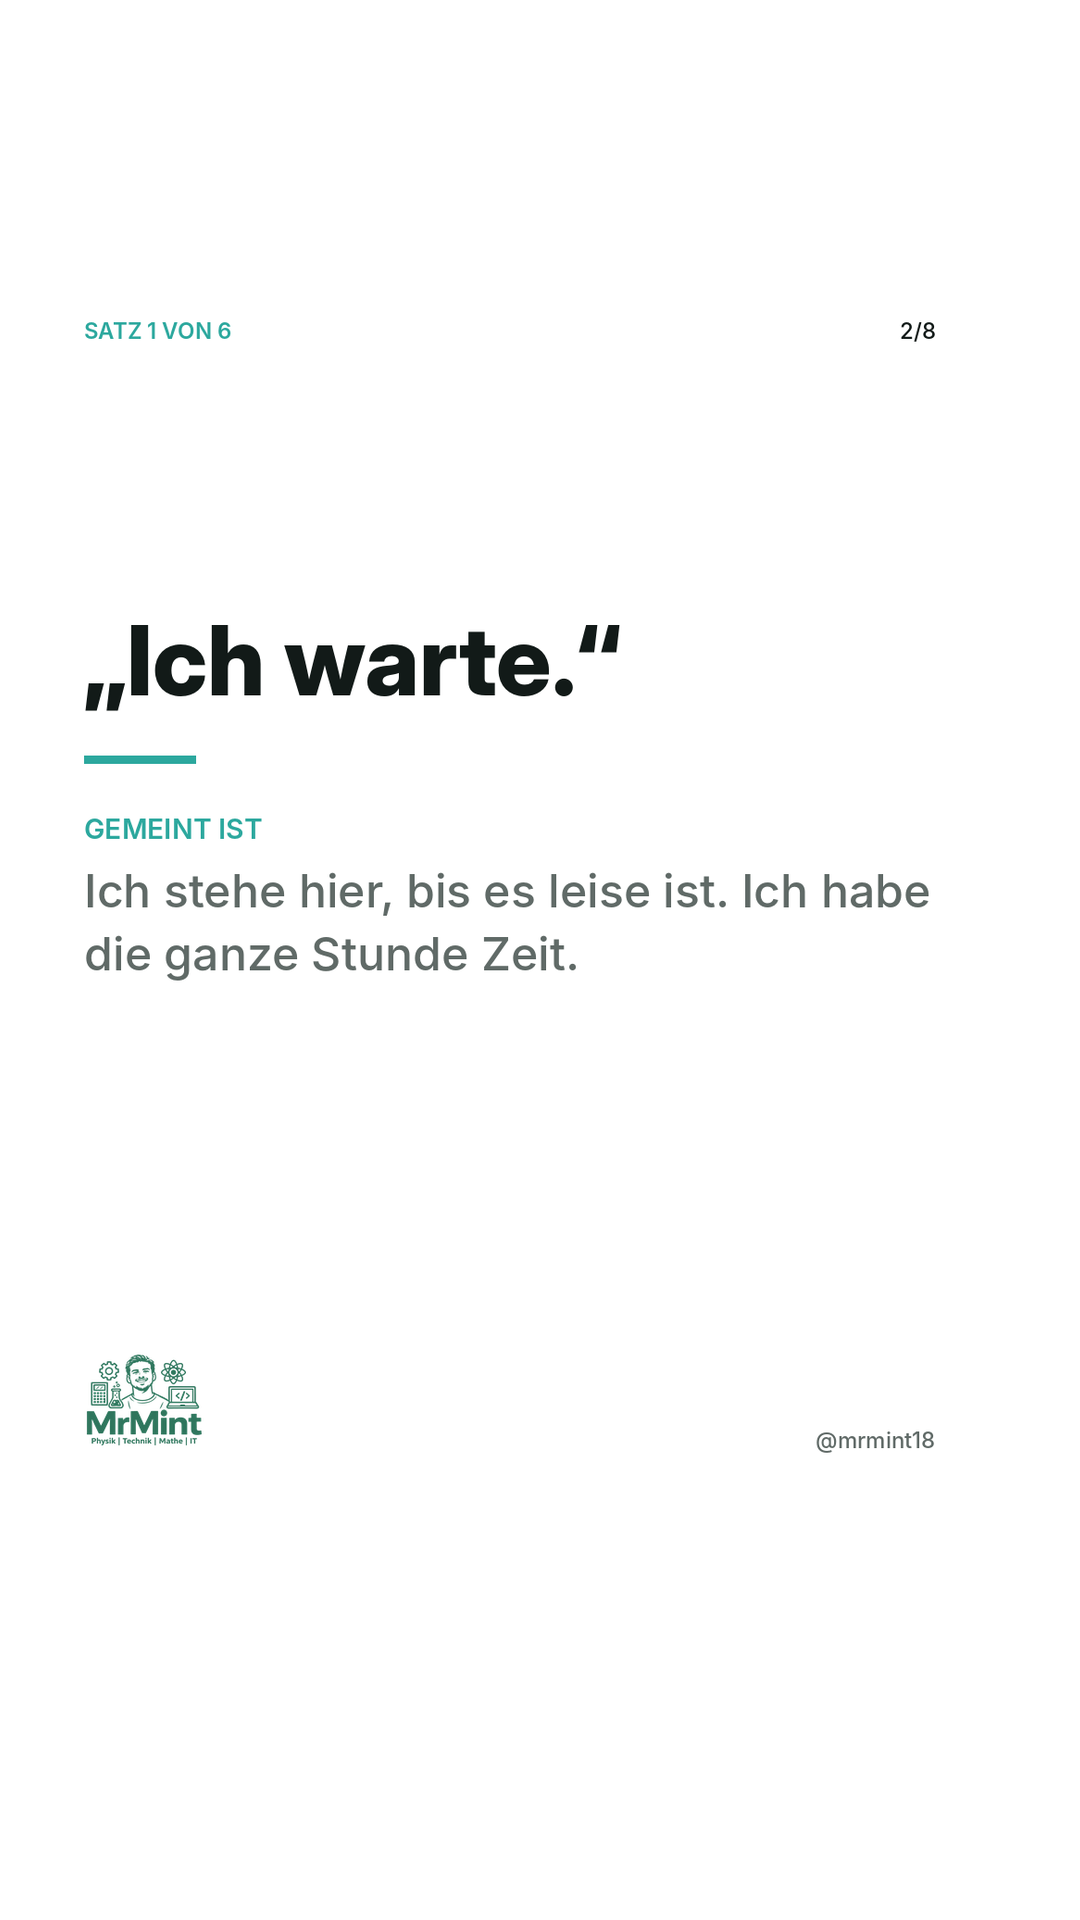 SATZ 1 VON 6
2/8
„Ich warte.“
GEMEINT IST
Ich stehe hier, bis es leise ist. Ich habe
die ganze Stunde Zeit.
</>
MrMint
Physik | Technik | Mathe | IT
@mrmint18